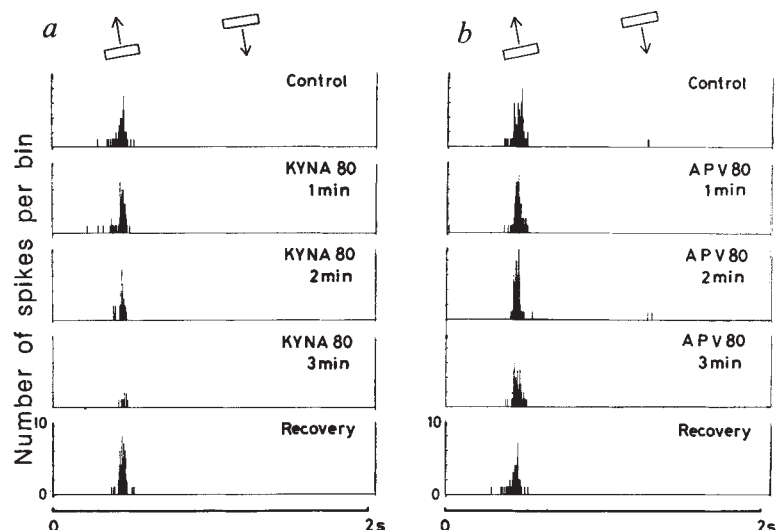 a
Control
KYNA 80
1min
KYNA 80
2min
KYNA 80
3min
10
Recovery
0
0
2s
b
Control
APV 80
1min
APV 80
2min
APV 80
3min
10
Recovery
0
0
2s
Number of spikes per bin